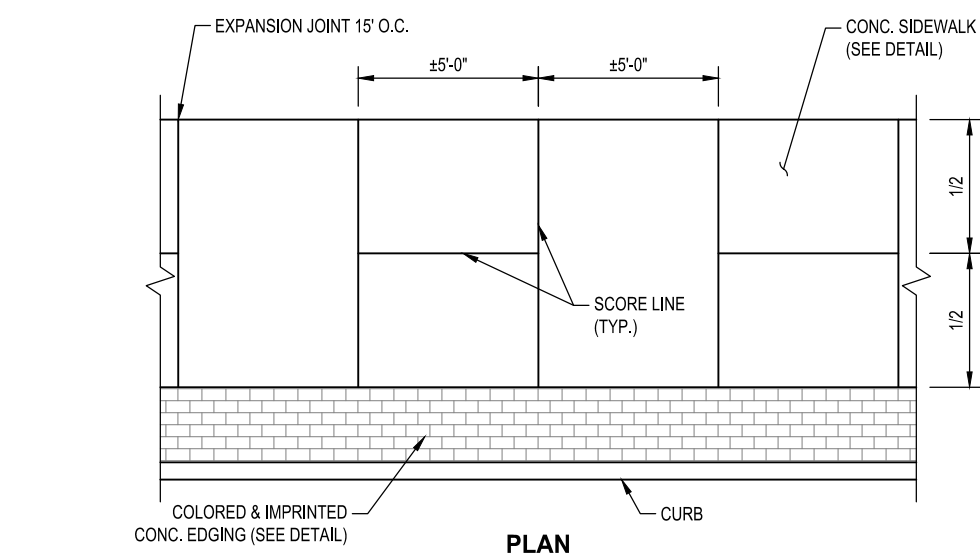 EXPANSION JOINT 15' O.C.
CONC. SIDEWALK
(SEE DETAIL)
±5'-0"
±5'-0"
1/2
1/2
SCORE LINE
(TYP.)
COLORED & IMPRINTED
CONC. EDGING (SEE DETAIL)
CURB
PLAN